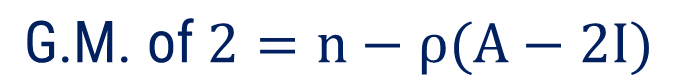 G.M. of 2 = n − ρ(A − 2I)